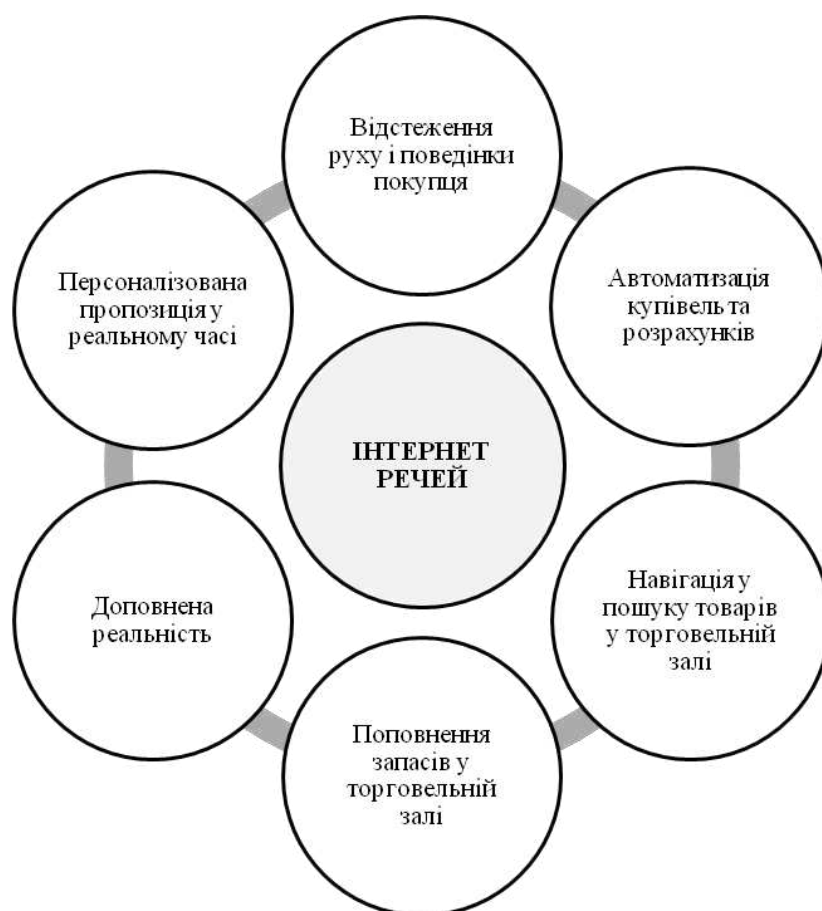 Відстеження
руху і поведінки
покупця
Автоматизація
купівель та
розрахунків
Навігація у
пошуку товарів
у торговельній
залі
Поповнення
запасів у
торговельній
залі
Доповнена
реальність
Персоналізована
пропозиція у
реальному часі
ІНТЕРНЕТ
РЕЧЕЙ